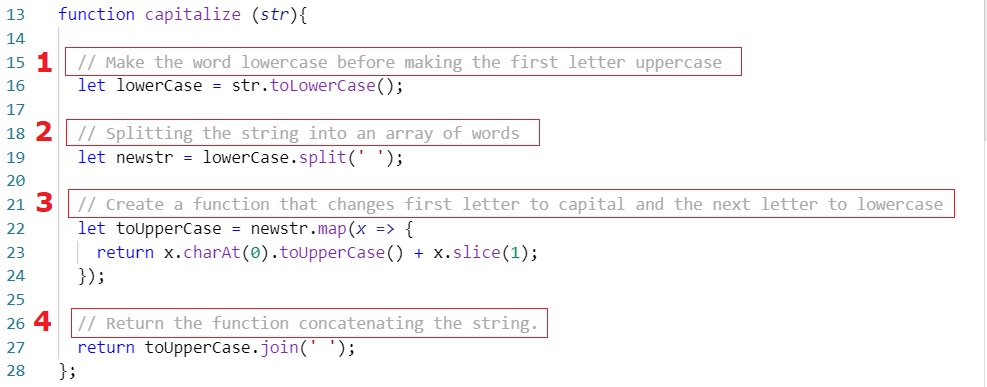 13 function capitalize (str){
14
15 1 // Make the word lowercase before making the first letter uppercase
16 let lowerCase = str.toLowerCase();
17
18 2 // Splitting the string into an array of words
19 let newstr = lowerCase.split(' ');
20
21 3 // Create a function that changes first letter to capital and the next letter to lowercase
22 let toUpperCase = newstr.map(x => {
23 return x.charAt(0).toUpperCase() + x.slice(1);
24 });
25
26 4 // Return the function concatenating the string.
27 return toUpperCase.join(' ');
28 };